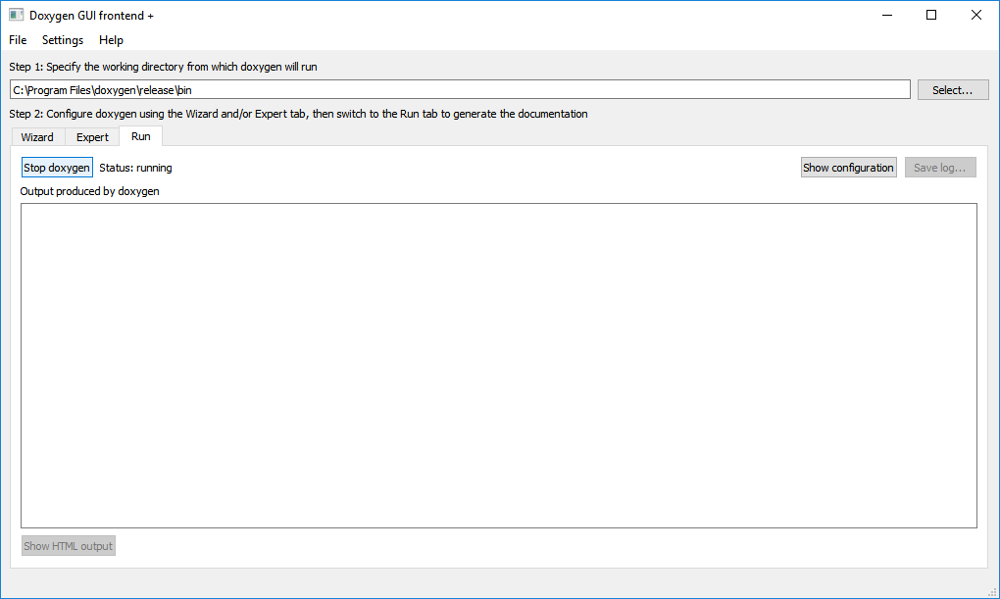 Doxygen GUI frontend +
File Settings Help
Step 1: Specify the working directory from which doxygen will run
C:\Program Files\doxygen\release\bin Select...
Step 2: Configure doxygen using the Wizard and/or Expert tab, then switch to the Run tab to generate the documentation
Wizard Expert Run
Stop doxygen Status: running Show configuration Save log...
Output produced by doxygen
Show HTML output